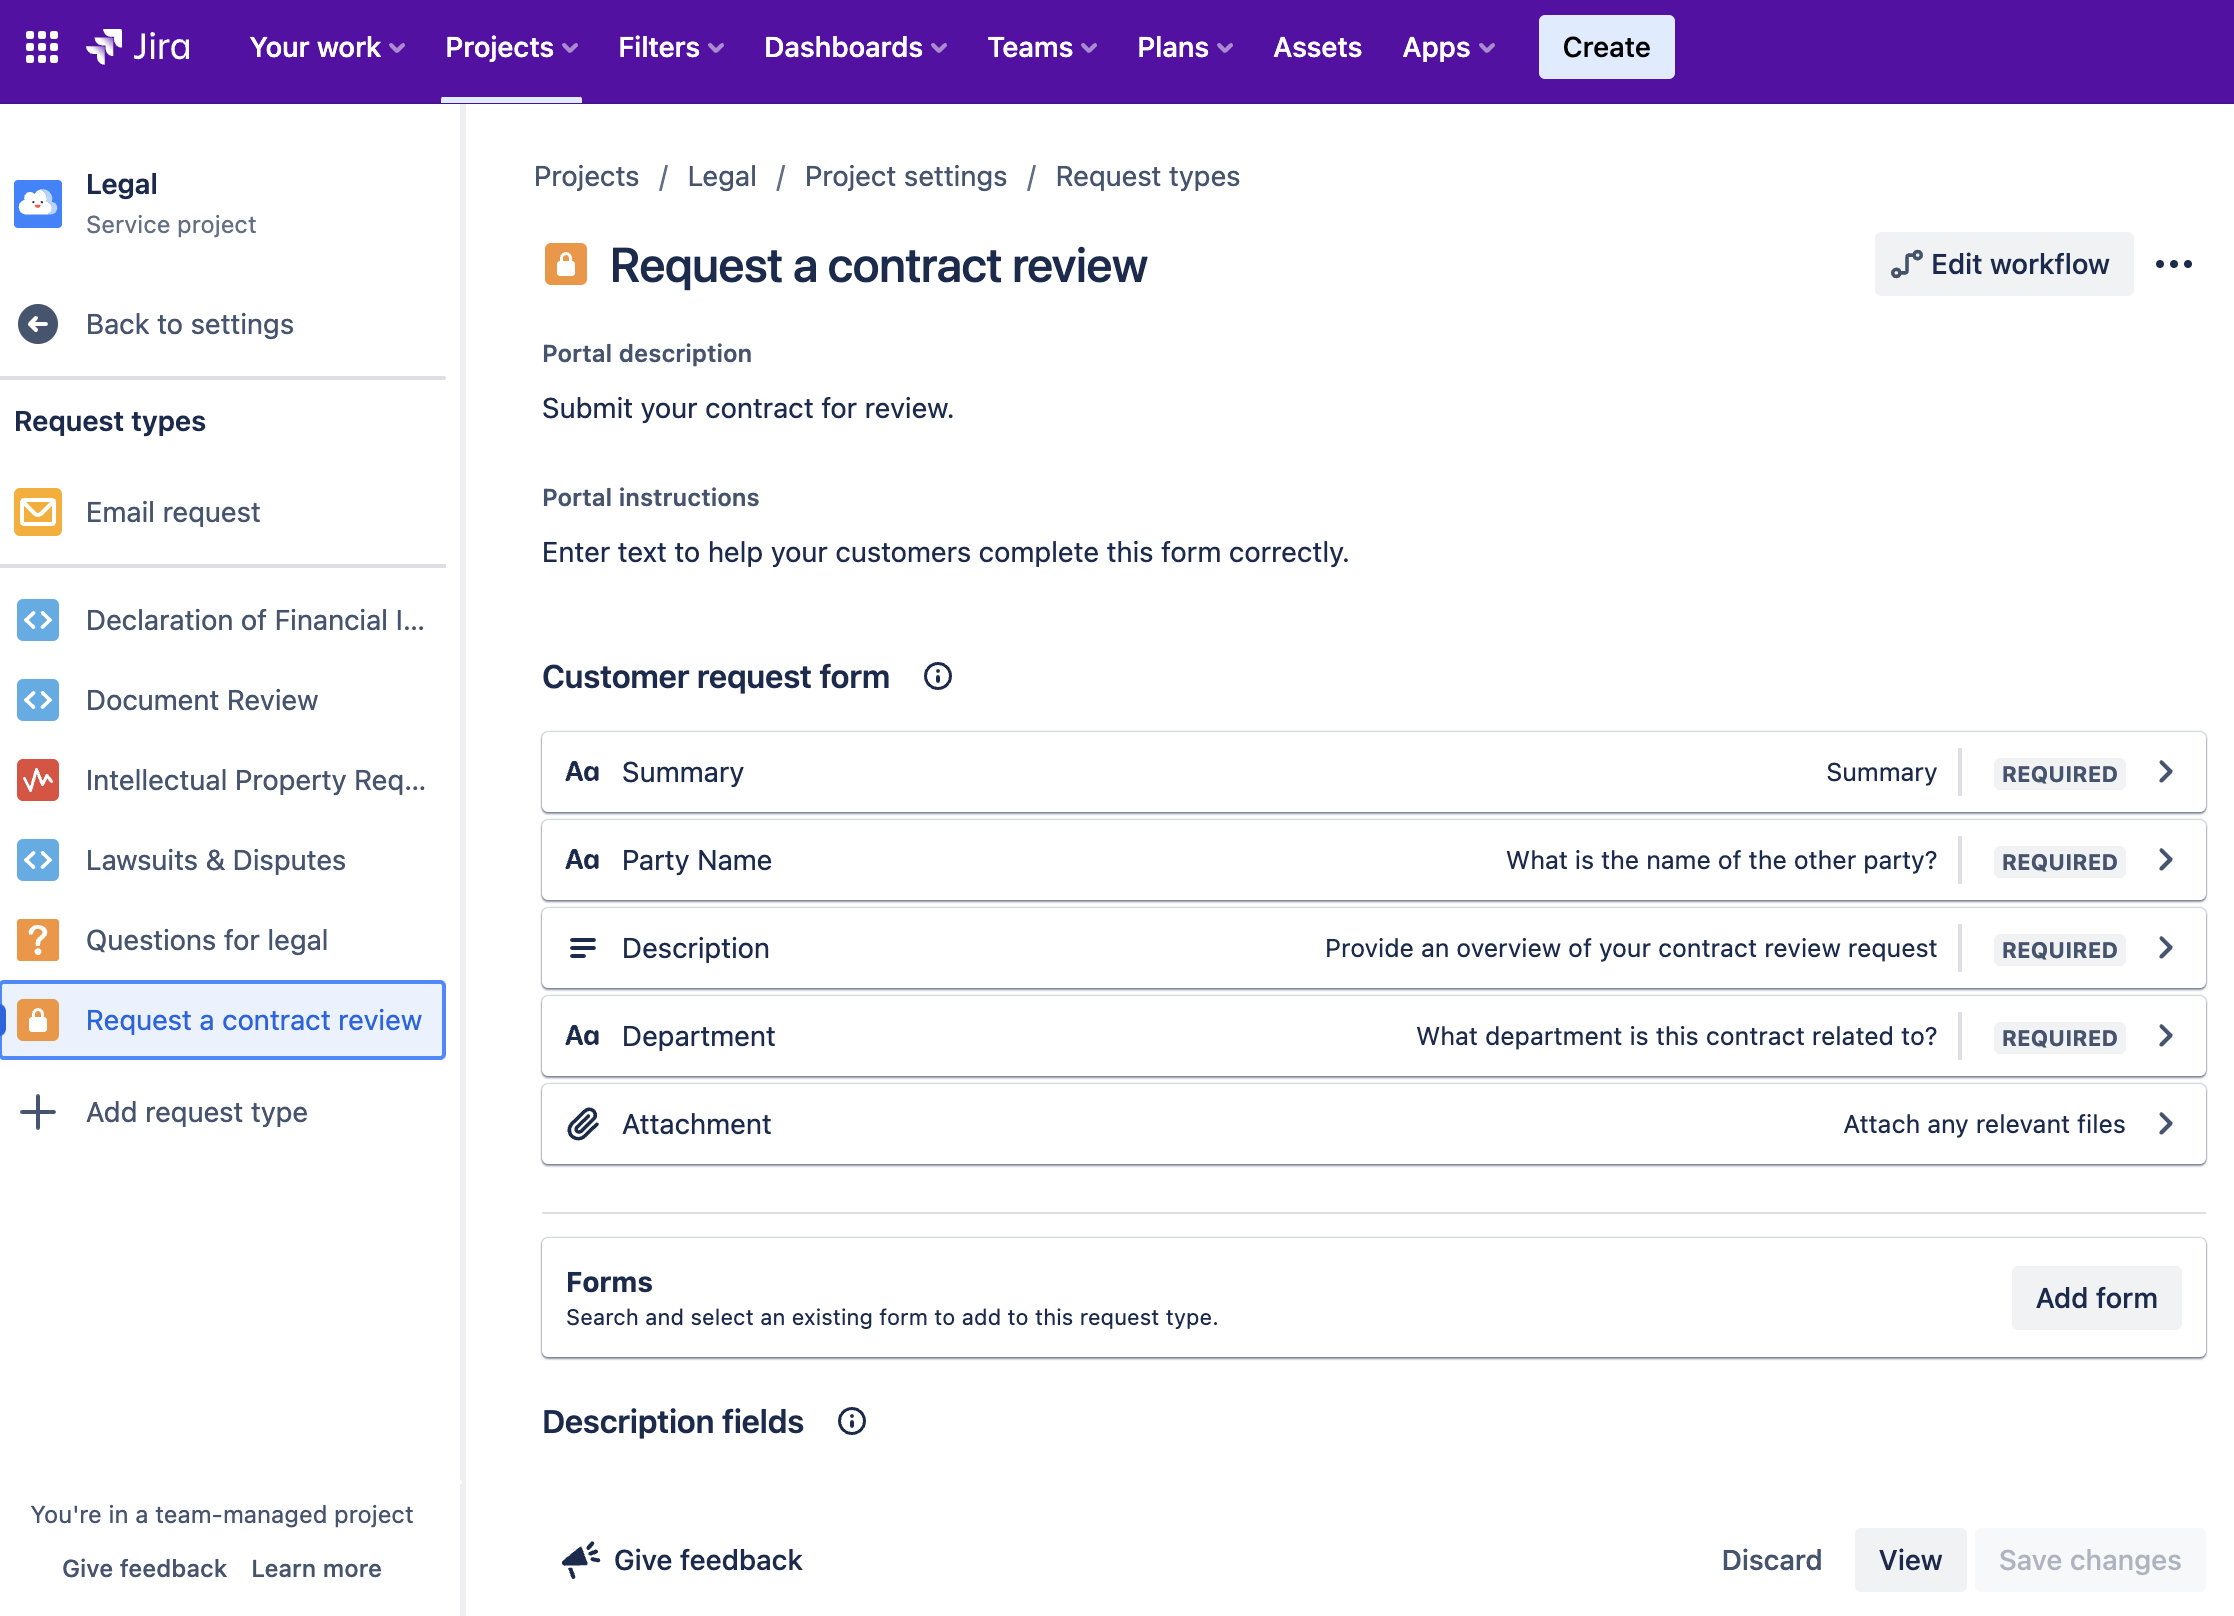 Jira
Your work
Projects
Filters
Dashboards
Teams
Plans
Assets
Apps
Create
Legal
Service project
Back to settings
Request types
Email request
Declaration of Financial I...
Document Review
Intellectual Property Req...
Lawsuits & Disputes
Questions for legal
Request a contract review
Add request type
You're in a team-managed project
Give feedback Learn more
Projects / Legal / Project settings / Request types
Request a contract review
Edit workflow
Portal description
Submit your contract for review.
Portal instructions
Enter text to help your customers complete this form correctly.
Customer request form
Aa Summary Summary REQUIRED
Aa Party Name What is the name of the other party? REQUIRED
Description Provide an overview of your contract review request REQUIRED
Aa Department What department is this contract related to? REQUIRED
Attachment Attach any relevant files
Forms
Search and select an existing form to add to this request type.
Add form
Description fields
Give feedback
Discard
View
Save changes